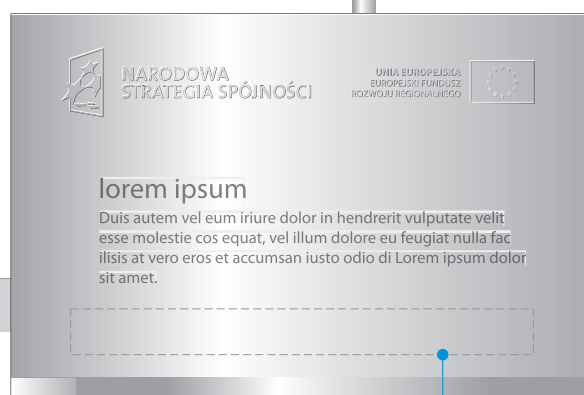 NARODOWA
STRATEGIA SPÓJNOŚCI
UNIA EUROPEJSKA
EUROPEJSKI FUNDUSZ
ROZWOJU REGIONALNEGO
lorem ipsum
Duis autem vel eum iriure dolor in hendrerit vulputate velit
esse molestie cos equat, vel illum dolore eu feugiat nulla fac
ilisis at vero eros et accumsan iusto odio di Lorem ipsum dolor
sit amet.